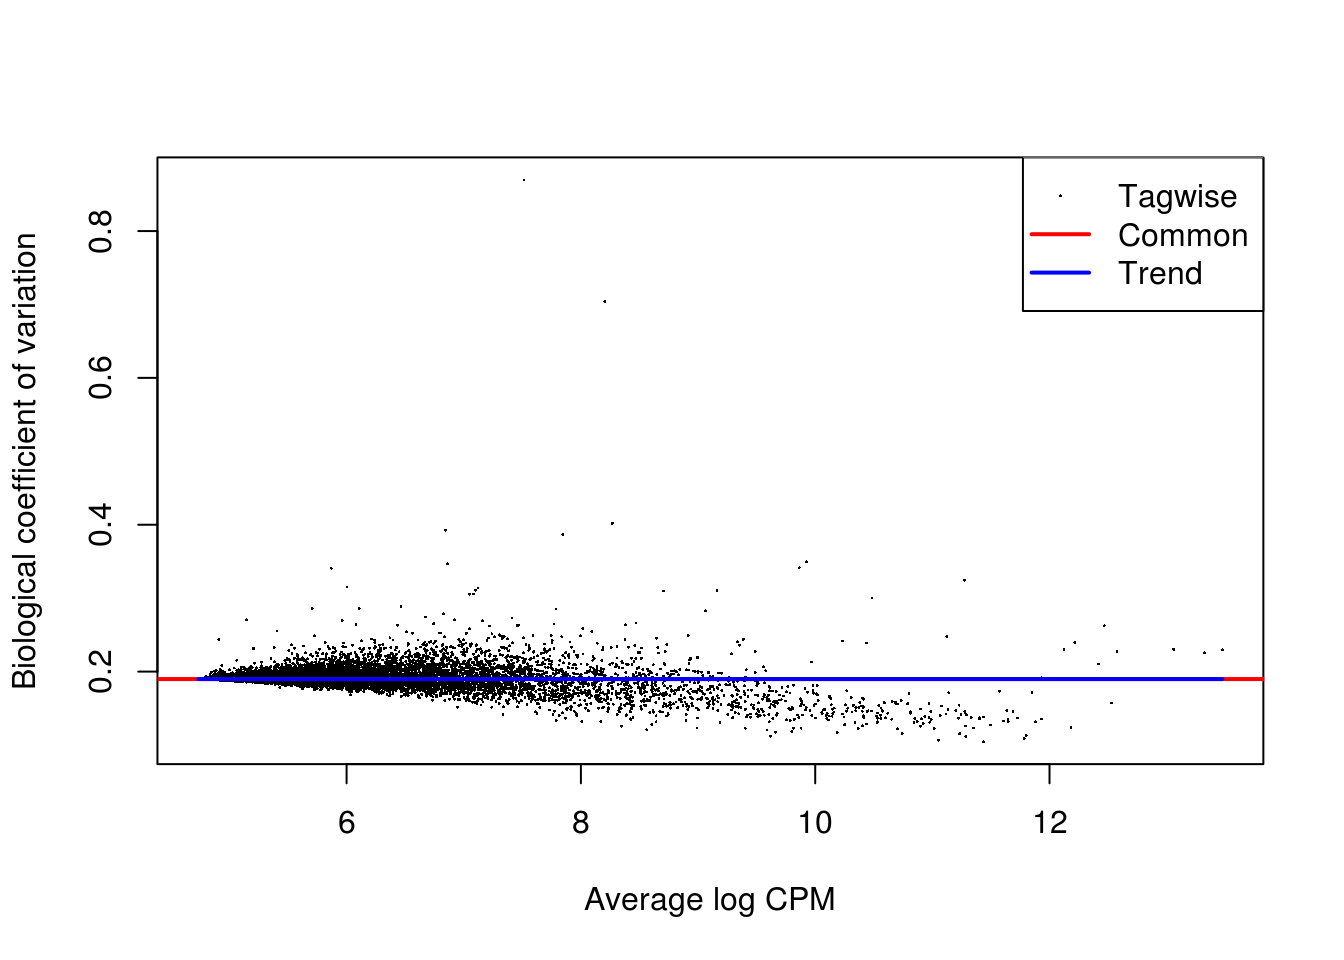 Tagwise
Common
Trend
Biological coefficient of variation
0.8
0.6
0.4
0.2
6 8 10 12
Average log CPM